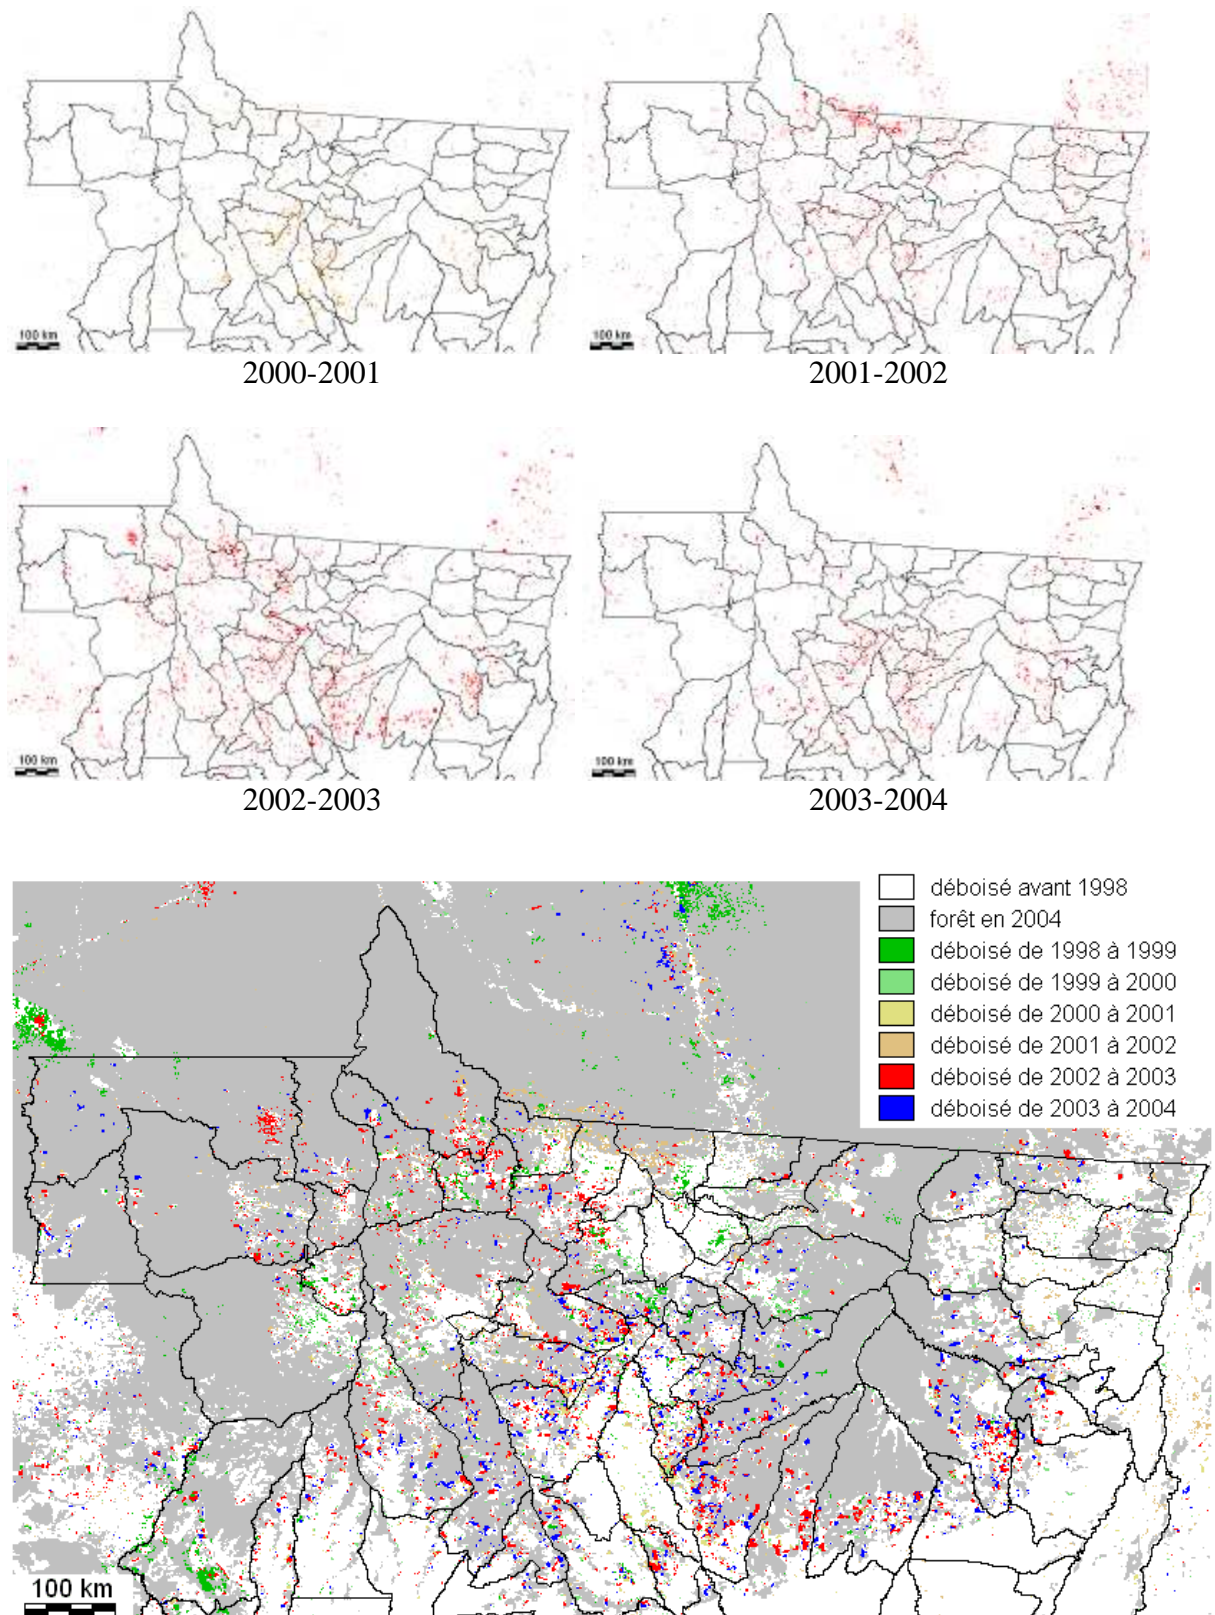 100 km
100 km
2000-2001
2001-2002
100 km
100 km
2002-2003
2003-2004
déboisé avant 1998
forêt en 2004
déboisé de 1998 à 1999
déboisé de 1999 à 2000
déboisé de 2000 à 2001
déboisé de 2001 à 2002
déboisé de 2002 à 2003
déboisé de 2003 à 2004
100 km